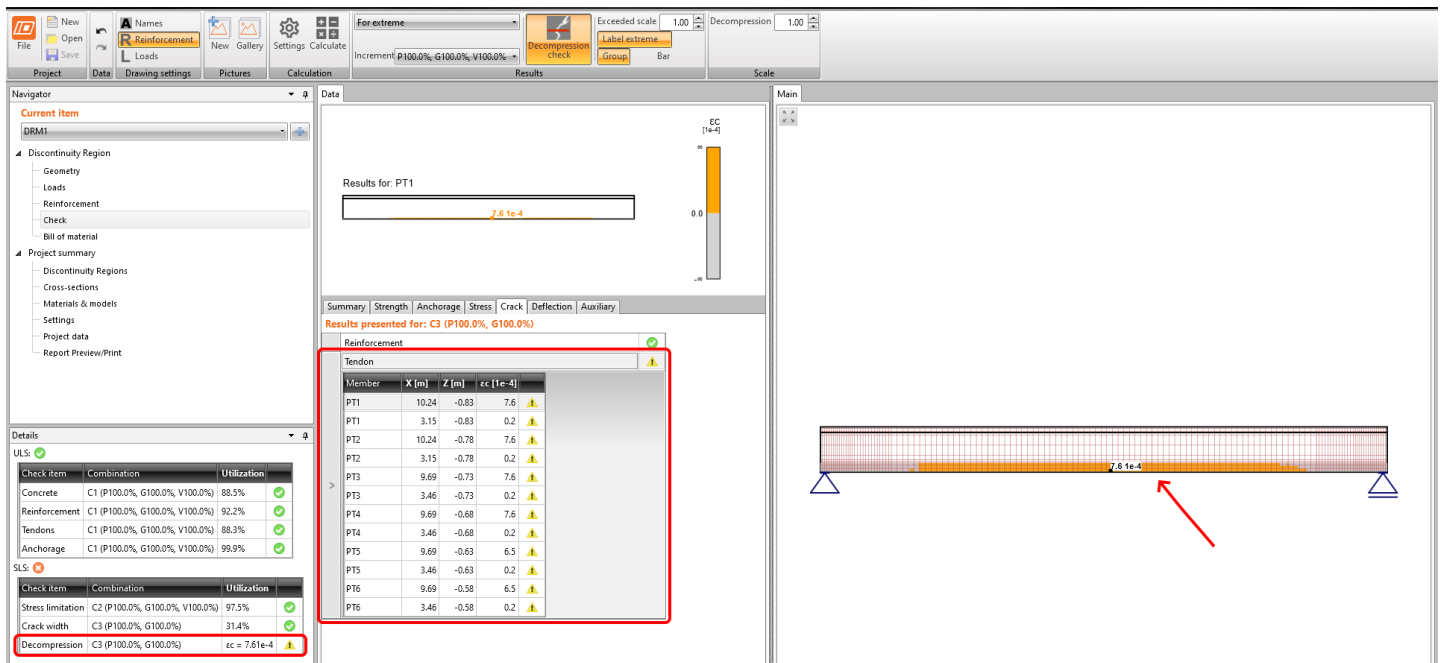 File
New
Open
Save
Project
Data
A Names
R Reinforcement
L Loads
Drawing settings
New Gallery
Pictures
Settings Calculate
Calculation
For extreme
Increment P100.0%, G100.0%, V100.0%
Decompression check
Exceeded scale 1.00
Label extreme
Group Bar
Results
Decompression 1.00
Scale
Navigator
Current item
DRM1
Discontinuity Region
Geometry
Loads
Reinforcement
Check
Bill of material
Project summary
Discontinuity Regions
Cross-sections
Materials & models
Settings
Project data
Report Preview/Print
Details
ULS:
Check item Combination Utilization
Concrete C1 (P100.0%, G100.0%, V100.0%) 88.5%
Reinforcement C1 (P100.0%, G100.0%, V100.0%) 92.2%
Tendons C1 (P100.0%, G100.0%, V100.0%) 88.3%
Anchorage C1 (P100.0%, G100.0%, V100.0%) 99.9%
SLS:
Check item Combination Utilization
Stress limitation C2 (P100.0%, G100.0%, V100.0%) 97.5%
Crack width C3 (P100.0%, G100.0%) 31.4%
Decompression C3 (P100.0%, G100.0%) εc = 7.61e-4
Data
Results for: PT1
7.6 1e-4
εc
[1e-4]
∞
0.0
-∞
Summary Strength Anchorage Stress Crack Deflection Auxiliary
Results presented for: C3 (P100.0%, G100.0%)
Reinforcement
Tendon
Member X [m] Z [m] εc [1e-4]
PT1 10.24 -0.83 7.6
PT1 3.15 -0.83 0.2
PT2 10.24 -0.78 7.6
PT2 3.15 -0.78 0.2
PT3 9.69 -0.73 7.6
PT3 3.46 -0.73 0.2
PT4 9.69 -0.68 7.6
PT4 3.46 -0.68 0.2
PT5 9.69 -0.63 6.5
PT5 3.46 -0.63 0.2
PT6 9.69 -0.58 6.5
PT6 3.46 -0.58 0.2
Main
7.6 1e-4